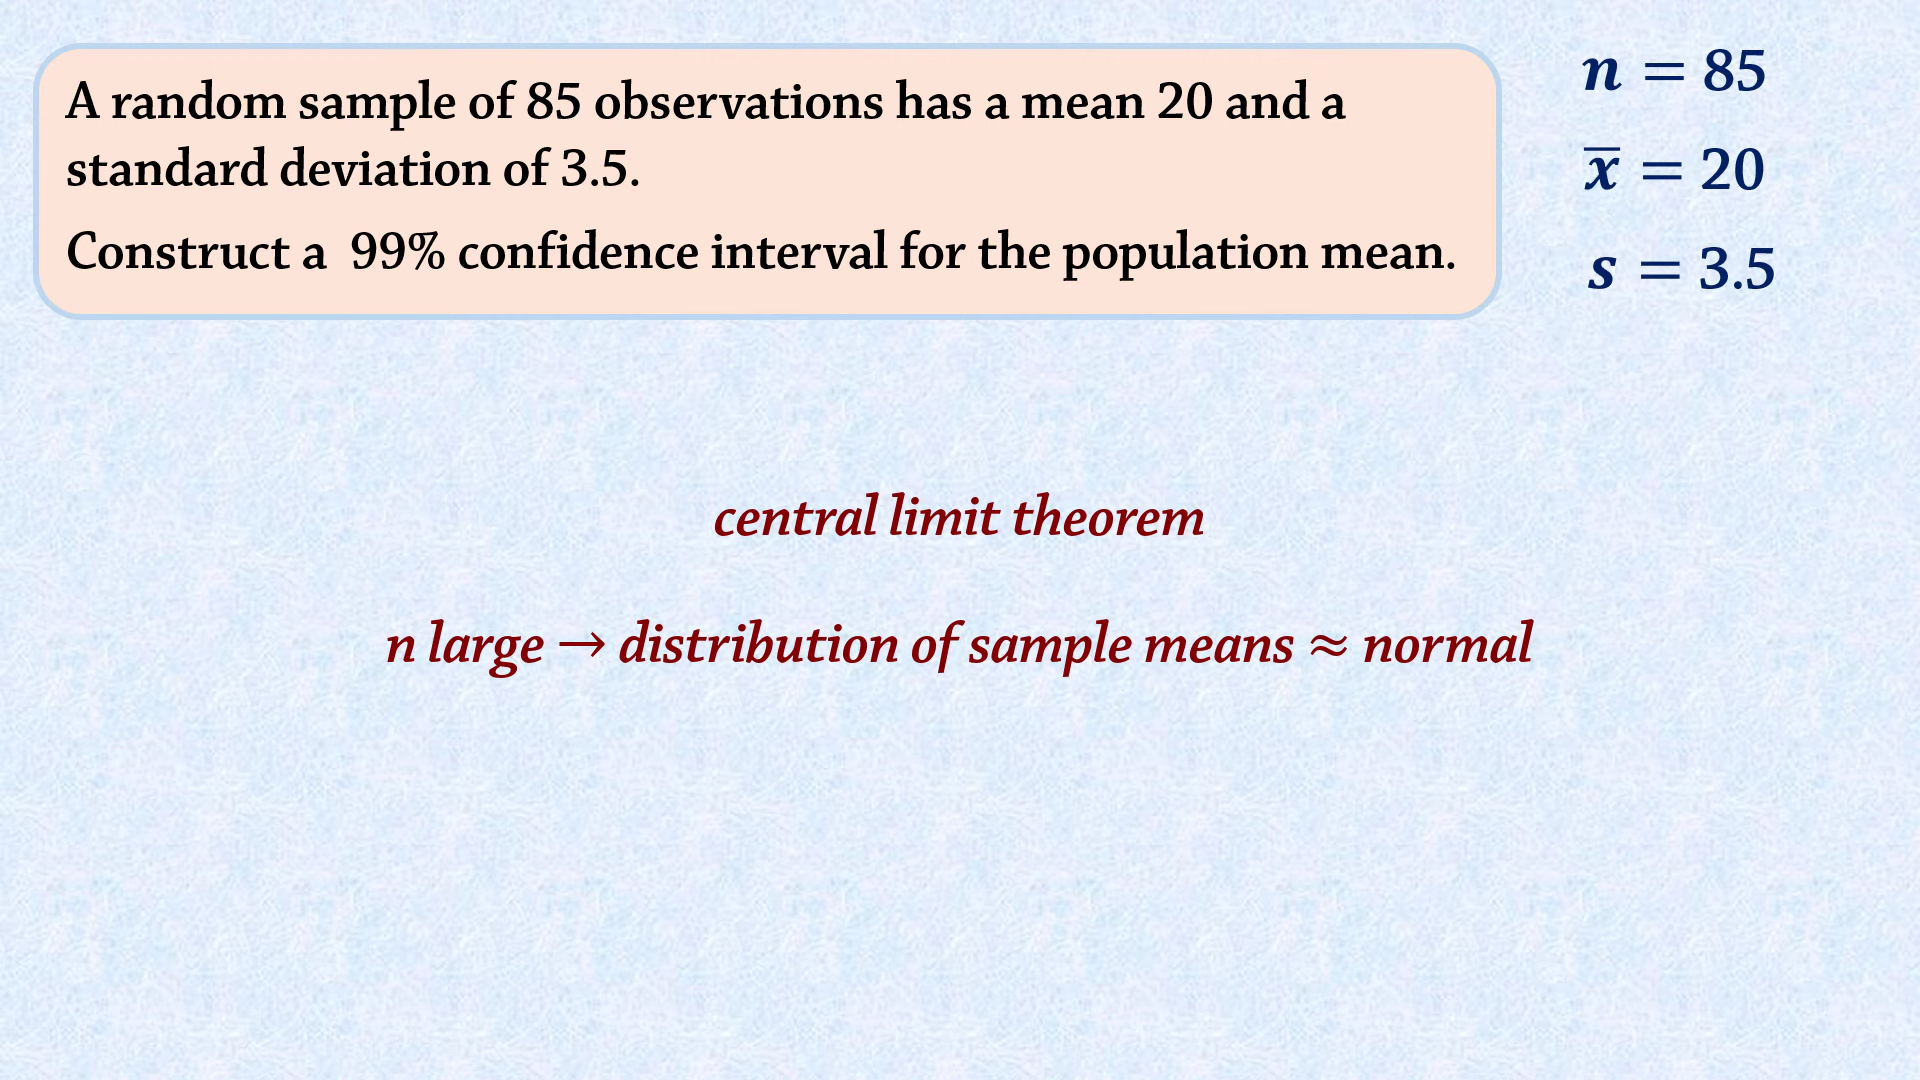 A random sample of 85 observations has a mean 20 and a
standard deviation of 3.5.
Construct a  99% confidence interval for the population mean.
n = 85
x̅ = 20
s = 3.5
central limit theorem
n large → distribution of sample means ≈ normal